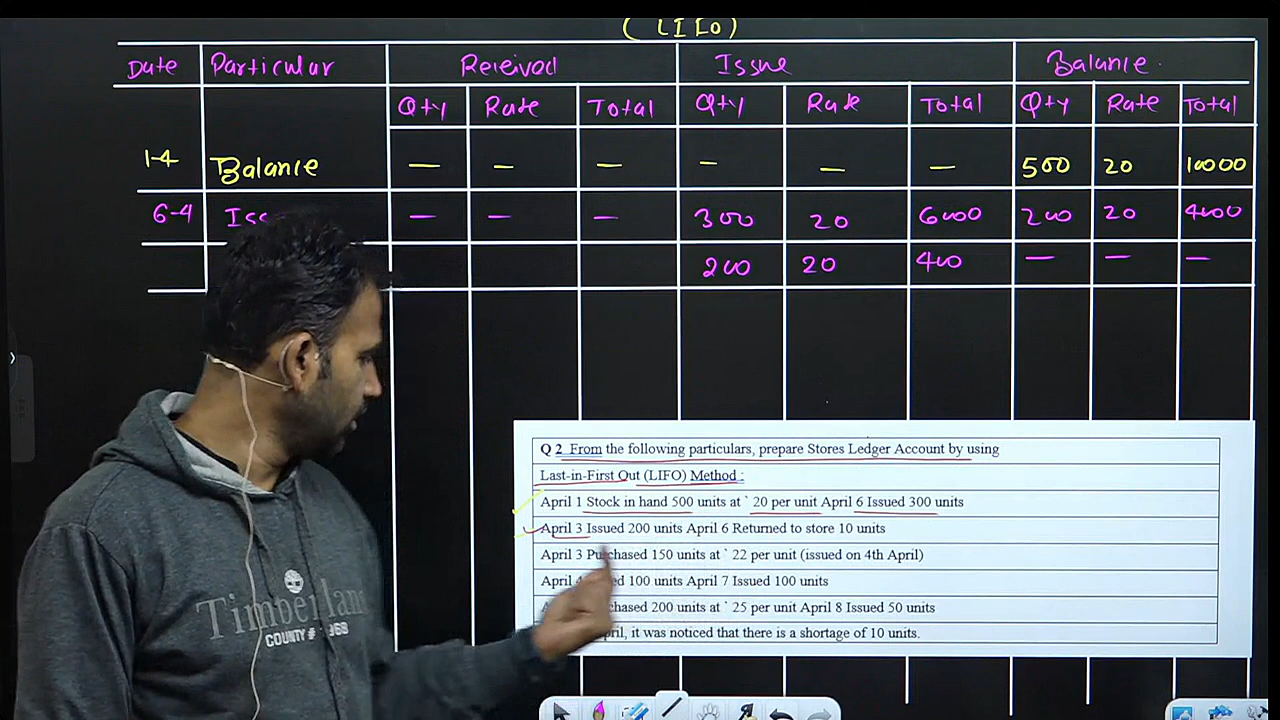 (LIFO)
Date Particular Received Issue Balance
Qty Rate Total Qty Rate Total Qty Rate Total
1-4 Balance — — — — — — 500 20 10000
6-4 — — — 300 20 6000 200 20 4000
200 20 400 — — —
Q 2 From the following particulars, prepare Stores Ledger Account by using
Last-in-First Out (LIFO) Method :
April 1 Stock in hand 500 units at ` 20 per unit April 6 Issued 300 units
April 3 Issued 200 units April 6 Returned to store 10 units
April 3 Purchased 150 units at ` 22 per unit (issued on 4th April)
April 100 units April 7 Issued 100 units
200 units at ` 25 per unit April 8 Issued 50 units
it was noticed that there is a shortage of 10 units.
Timberland
COUNTY #